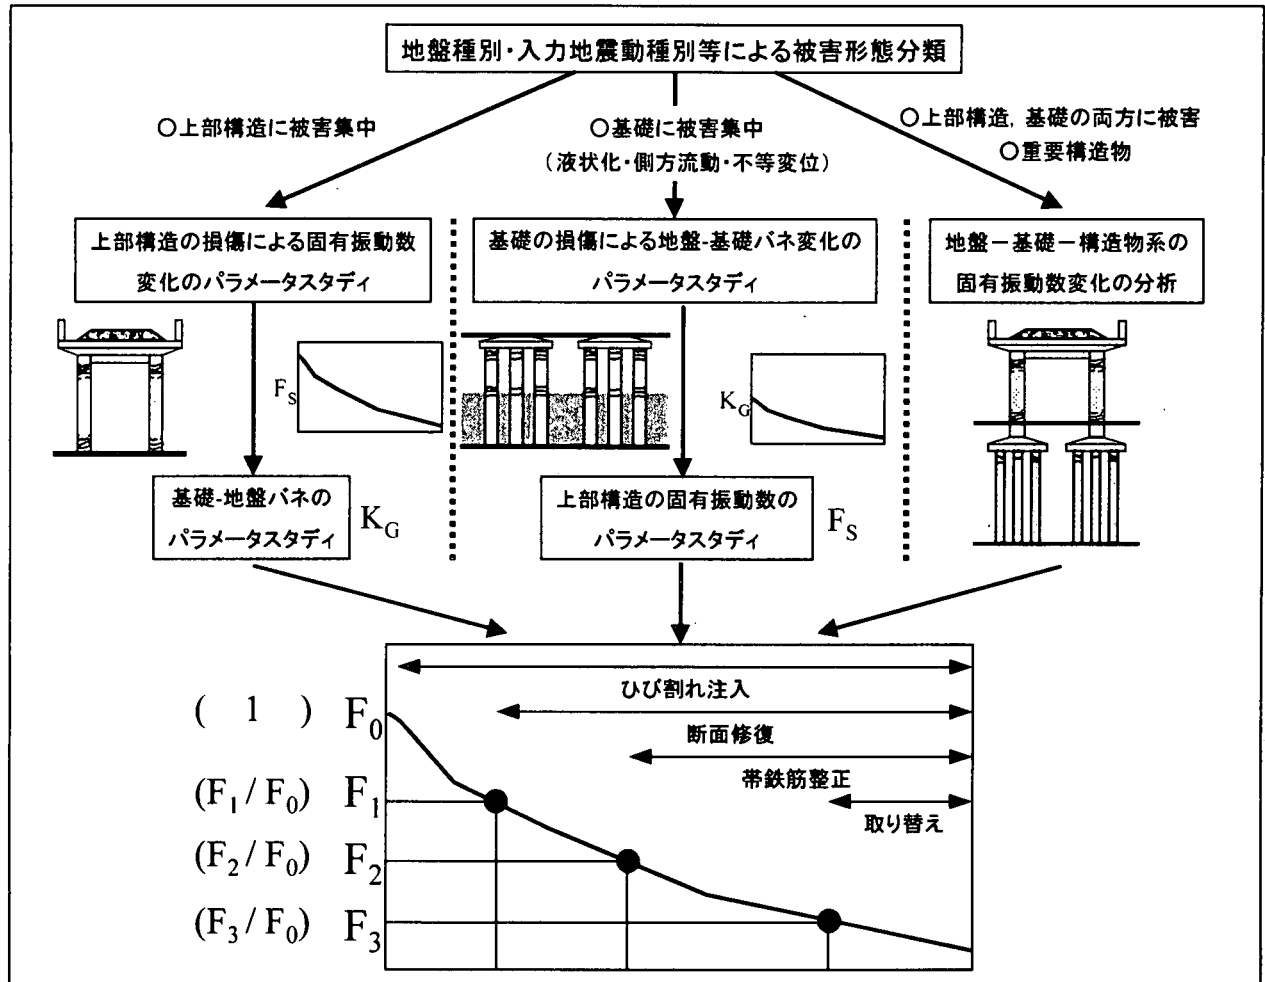 地盤種別・入力地震動種別等による被害形態分類
○上部構造に被害集中
○基礎に被害集中
(液状化・側方流動・不等変位)
○上部構造, 基礎の両方に被害
○重要構造物
上部構造の損傷による固有振動数
変化のパラメータスタディ
基礎の損傷による地盤-基礎バネ変化の
パラメータスタディ
地盤－基礎－構造物系の
固有振動数変化の分析
F_S
K_G
基礎-地盤バネの
パラメータスタディ
K_G
上部構造の固有振動数の
パラメータスタディ
F_S
ひび割れ注入
断面修復
帯鉄筋整正
取り替え
( 1 ) F_0
(F_1/F_0) F_1
(F_2/F_0) F_2
(F_3/F_0) F_3